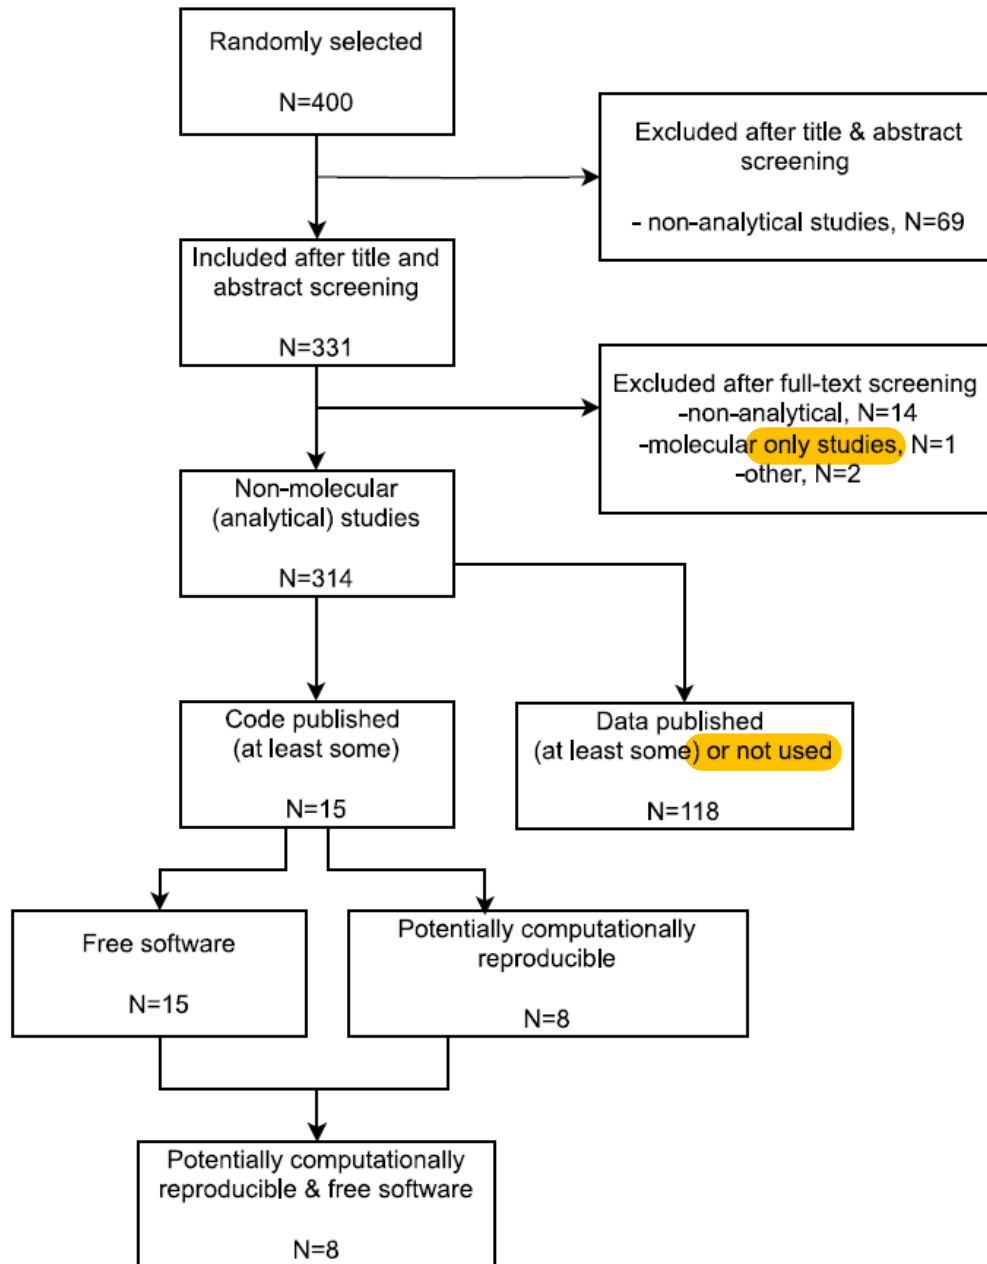 Randomly selected
N=400
Excluded after title & abstract
screening
- non-analytical studies, N=69
Included after title and
abstract screening
N=331
Excluded after full-text screening
-non-analytical, N=14
-molecular only studies, N=1
-other, N=2
Non-molecular
(analytical) studies
N=314
Code published
(at least some)
N=15
Data published
(at least some) or not used
N=118
Free software
N=15
Potentially computationally
reproducible
N=8
Potentially computationally
reproducible & free software
N=8